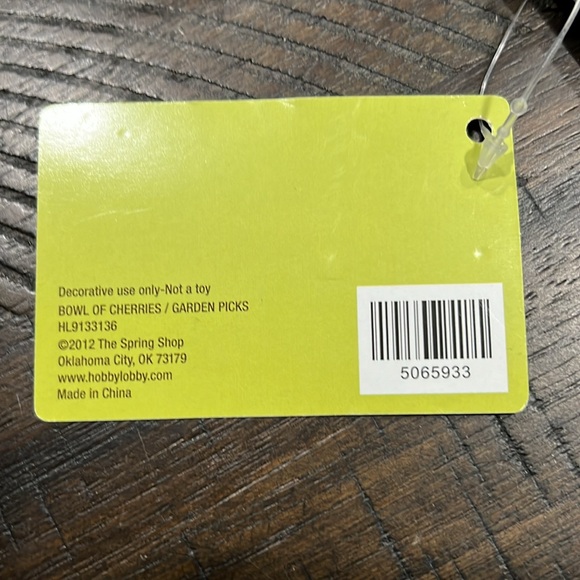 Decorative use only-Not a toy
BOWL OF CHERRIES / GARDEN PICKS
HL9133136
©2012 The Spring Shop
Oklahoma City, OK 73179
www.hobbylobby.com
Made in China
5065933